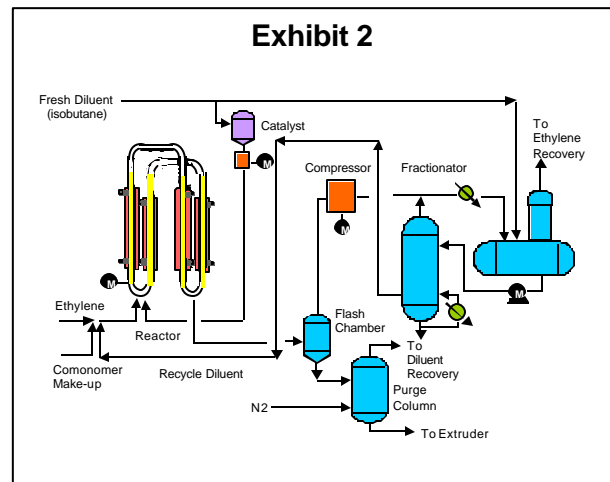 Exhibit 2
Fresh Diluent
(isobutane)
Catalyst
To
Ethylene
Recovery
Compressor
Fractionator
M
M
M
M
Ethylene
Reactor
Flash
Chamber
Comonomer
Make-up
Recycle Diluent
To
Diluent
Recovery
Purge
Column
N2
To Extruder